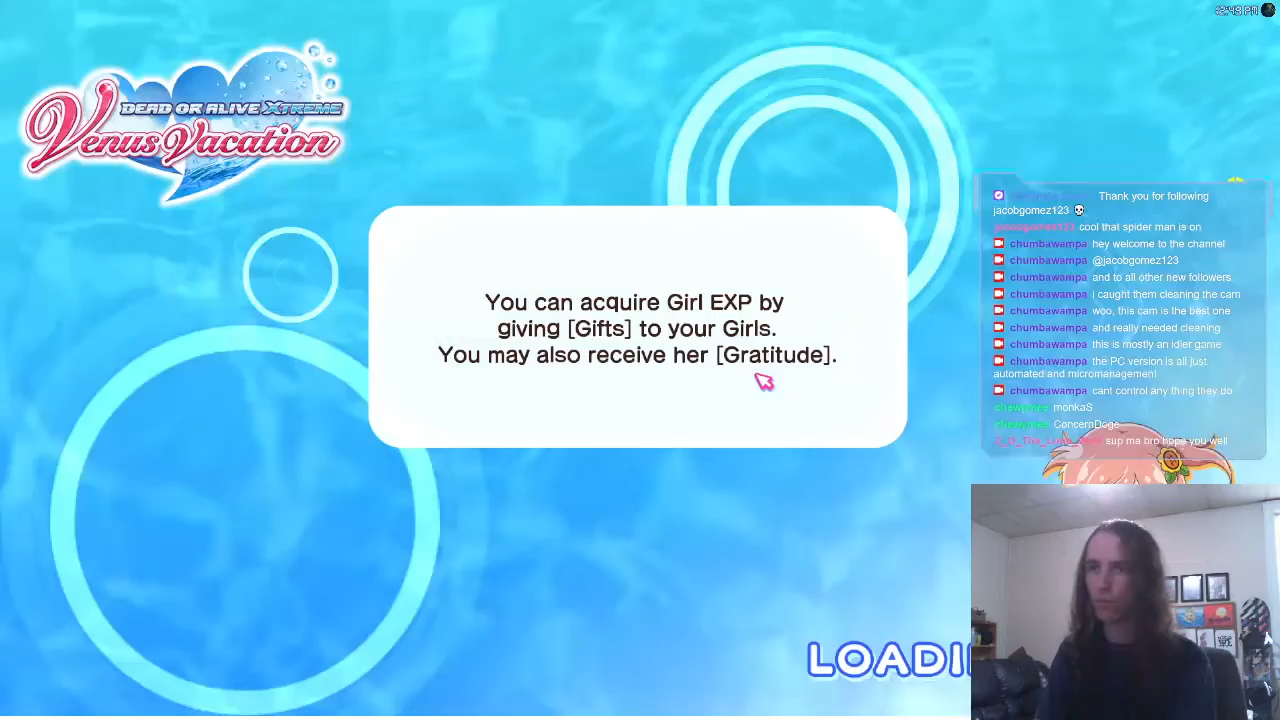 2:49 PM
DEAD OR ALIVE XTREME
Venus Vacation
You can acquire Girl EXP by
giving [Gifts] to your Girls.
You may also receive her [Gratitude].
Thank you for following
jacobgomez123
jacobgomez123 cool that spider man is on
chumbawampa hey welcome to the channel
chumbawampa @jacobgomez123
chumbawampa and to all other new followers
chumbawampa i caught them cleaning the cam
chumbawampa woo, this cam is the best one
chumbawampa and really needed cleaning
chumbawampa this is mostly an idler game
chumbawampa the PC version is all just
automated and micromanagement
chumbawampa cant control any thing they do
monkaS
ConcernDoge
sup ma bro hope you well
LOADI